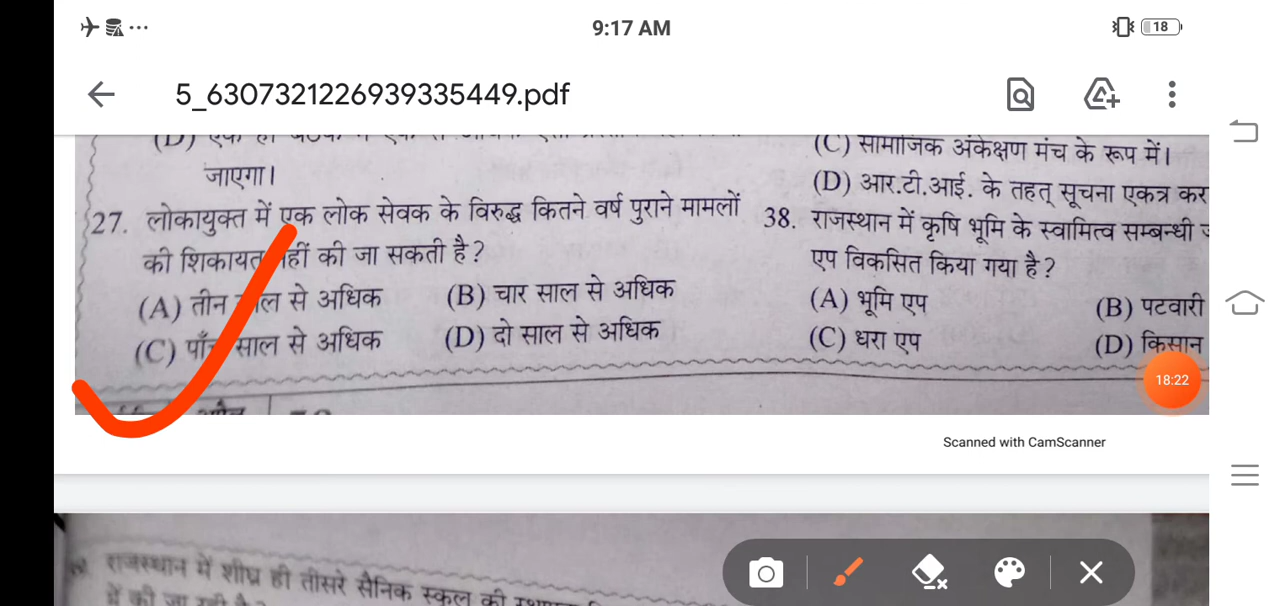 9:17 AM
18
5_6307321226939335449.pdf
जाएगा।
27. लोकायुक्त में एक लोक सेवक के विरुद्ध कितने वर्ष पुराने मामलों
की शिकायत नहीं की जा सकती है?
(A) तीन साल से अधिक (B) चार साल से अधिक
(C) पाँच साल से अधिक (D) दो साल से अधिक
(C) सामाजिक अंकेक्षण मंच के रूप में।
(D) आर.टी.आई. के तहत् सूचना एकत्र कर
38. राजस्थान में कृषि भूमि के स्वामित्व सम्बन्धी
एप विकसित किया गया है?
(A) भूमि एप (B) पटवारी
(C) धरा एप (D) किसान
18:22
Scanned with CamScanner
राजस्थान में शीघ्र ही तीसरे सैनिक स्कूल की
में की जा रही है?